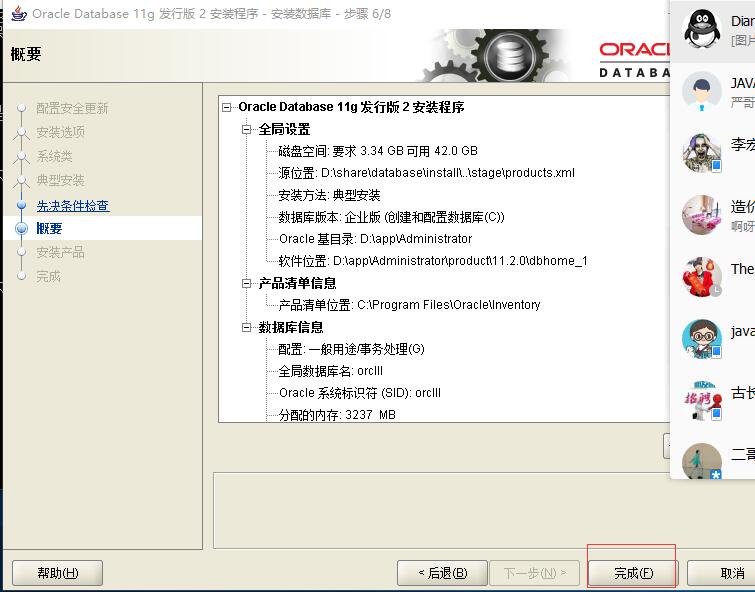 Oracle Database 11g 发行版 2 安装程序 - 安装数据库 - 步骤 6/8
概要
ORACL
DATABA
配置安全更新
安装选项
系统类
典型安装
先决条件检查
概要
安装产品
完成
Oracle Database 11g 发行版 2 安装程序
全局设置
磁盘空间: 要求 3.34 GB 可用 42.0 GB
源位置: D:\share\database\install\..\stage\products.xml
安装方法: 典型安装
数据库版本: 企业版 (创建和配置数据库(C))
Oracle 基目录: D:\app\Administrator
软件位置: D:\app\Administrator\product\11.2.0\dbhome_1
产品清单信息
产品清单位置: C:\Program Files\Oracle\Inventory
数据库信息
配置: 一般用途/事务处理(G)
全局数据库名: orclll
Oracle 系统标识符 (SID): orclll
分配的内存: 3237 MB
帮助(H)
< 后退(B)
下一步(N) >
完成(F)
取消
Dian
[图片
JAVA
严哥
李宏
造价
啊呀
The
java
招聘
古长
二哥